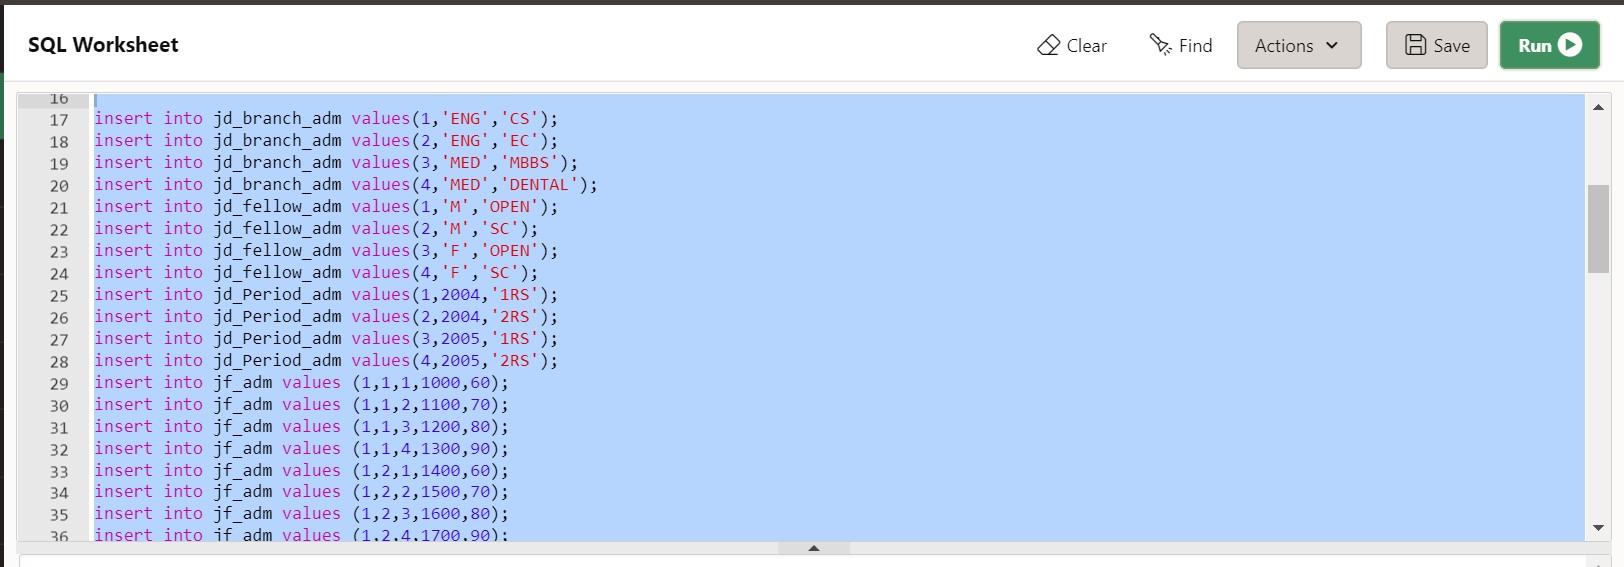 SQL Worksheet
Clear
Find
Actions
Save
Run
16
17 insert into jd_branch_adm values(1,'ENG','CS');
18 insert into jd_branch_adm values(2,'ENG','EC');
19 insert into jd_branch_adm values(3,'MED','MBBS');
20 insert into jd_branch_adm values(4,'MED','DENTAL');
21 insert into jd_fellow_adm values(1,'M','OPEN');
22 insert into jd_fellow_adm values(2,'M','SC');
23 insert into jd_fellow_adm values(3,'F','OPEN');
24 insert into jd_fellow_adm values(4,'F','SC');
25 insert into jd_Period_adm values(1,2004,'1RS');
26 insert into jd_Period_adm values(2,2004,'2RS');
27 insert into jd_Period_adm values(3,2005,'1RS');
28 insert into jd_Period_adm values(4,2005,'2RS');
29 insert into jf_adm values (1,1,1,1000,60);
30 insert into jf_adm values (1,1,2,1100,70);
31 insert into jf_adm values (1,1,3,1200,80);
32 insert into jf_adm values (1,1,4,1300,90);
33 insert into jf_adm values (1,2,1,1400,60);
34 insert into jf_adm values (1,2,2,1500,70);
35 insert into jf_adm values (1,2,3,1600,80);
36 insert into jf_adm values (1,2,4,1700,90);